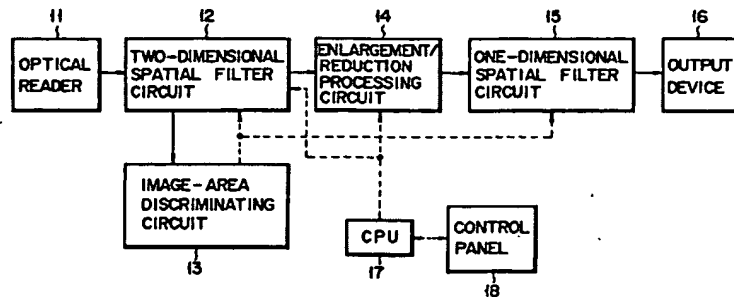 11
12
14
15
16
OPTICAL
READER
TWO-DIMENSIONAL
SPATIAL FILTER
CIRCUIT
ENLARGEMENT/
REDUCTION
PROCESSING
CIRCUIT
ONE-DIMENSIONAL
SPATIAL FILTER
CIRCUIT
OUTPUT
DEVICE
IMAGE-AREA
DISCRIMINATING
CIRCUIT
13
CPU
17
CONTROL
PANEL
18